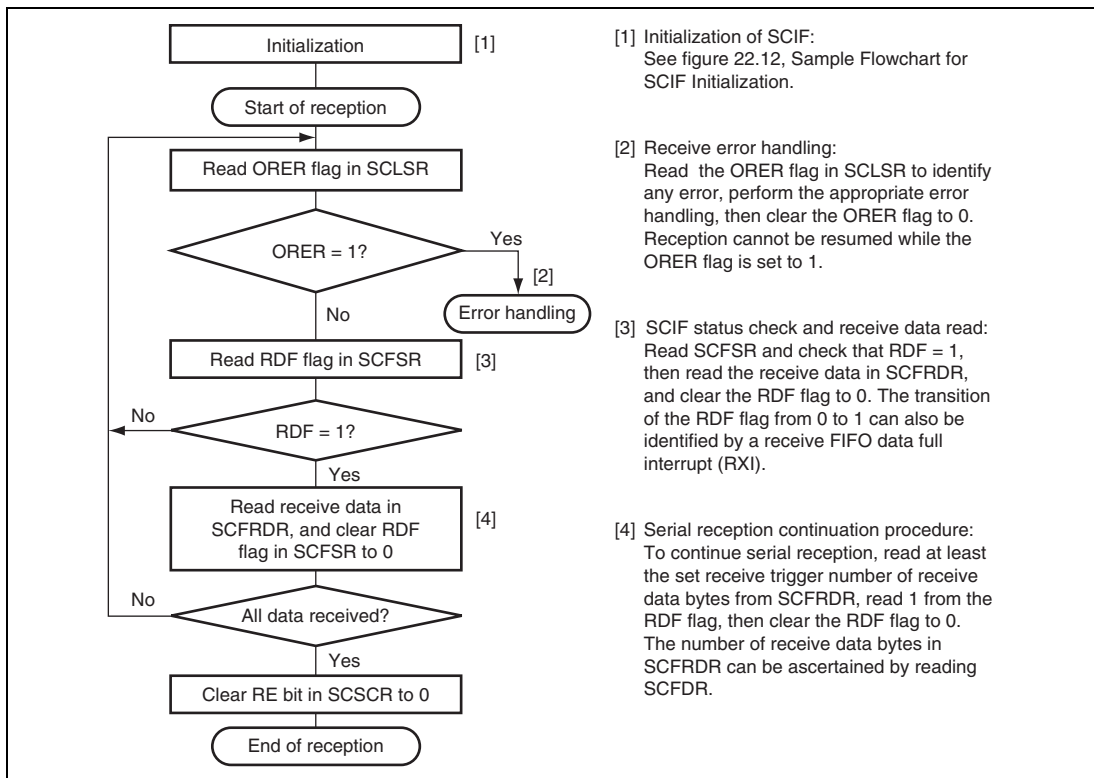 Initialization
[1]
Start of reception
Read ORER flag in SCLSR
ORER = 1?
Yes
[2]
Error handling
No
Read RDF flag in SCFSR
[3]
No
RDF = 1?
Yes
Read receive data in
SCFRDR, and clear RDF
flag in SCFSR to 0
[4]
No
All data received?
Yes
Clear RE bit in SCSCR to 0
End of reception
[1] Initialization of SCIF:
See figure 22.12, Sample Flowchart for
SCIF Initialization.
[2] Receive error handling:
Read the ORER flag in SCLSR to identify
any error, perform the appropriate error
handling, then clear the ORER flag to 0.
Reception cannot be resumed while the
ORER flag is set to 1.
[3] SCIF status check and receive data read:
Read SCFSR and check that RDF = 1,
then read the receive data in SCFRDR,
and clear the RDF flag to 0. The transition
of the RDF flag from 0 to 1 can also be
identified by a receive FIFO data full
interrupt (RXI).
[4] Serial reception continuation procedure:
To continue serial reception, read at least
the set receive trigger number of receive
data bytes from SCFRDR, read 1 from the
RDF flag, then clear the RDF flag to 0.
The number of receive data bytes in
SCFRDR can be ascertained by reading
SCFDR.